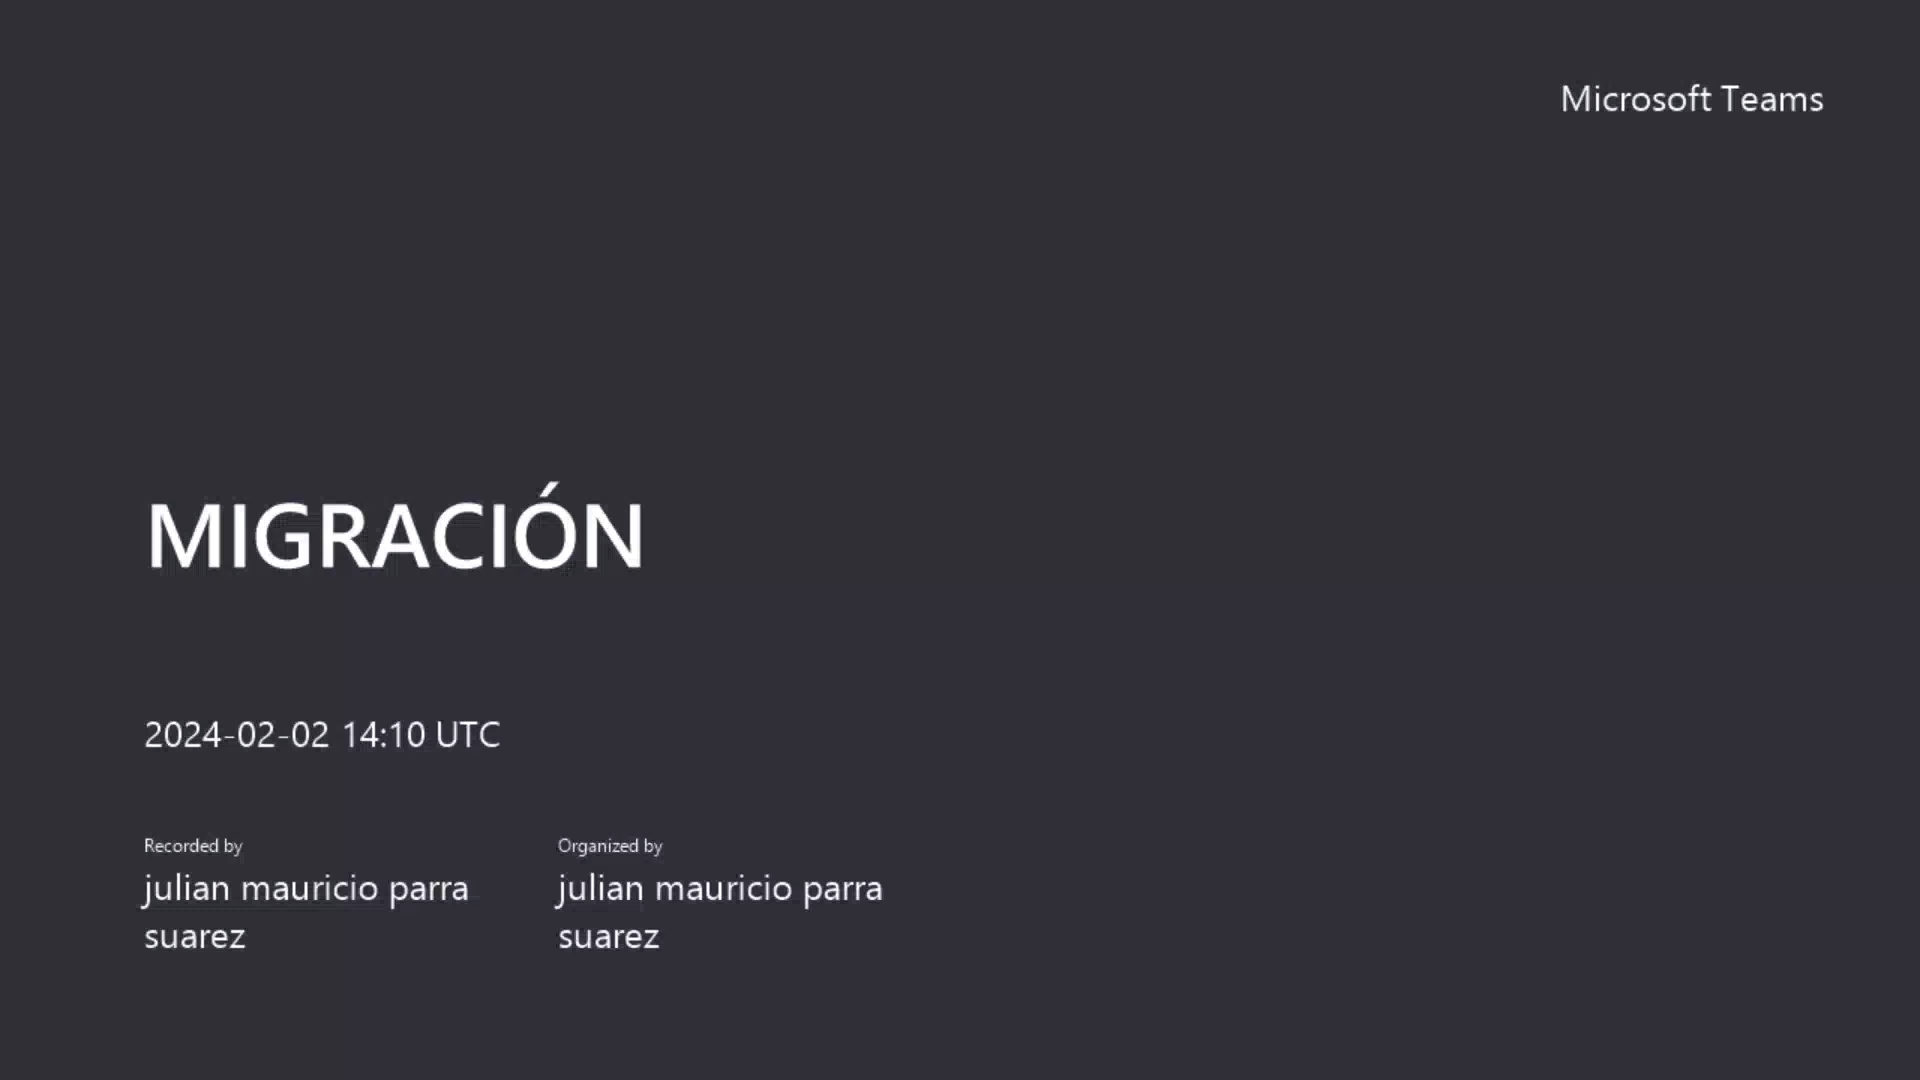 Microsoft Teams
MIGRACIÓN
2024-02-02 14:10 UTC
Recorded by
julian mauricio parra
suarez
Organized by
julian mauricio parra
suarez